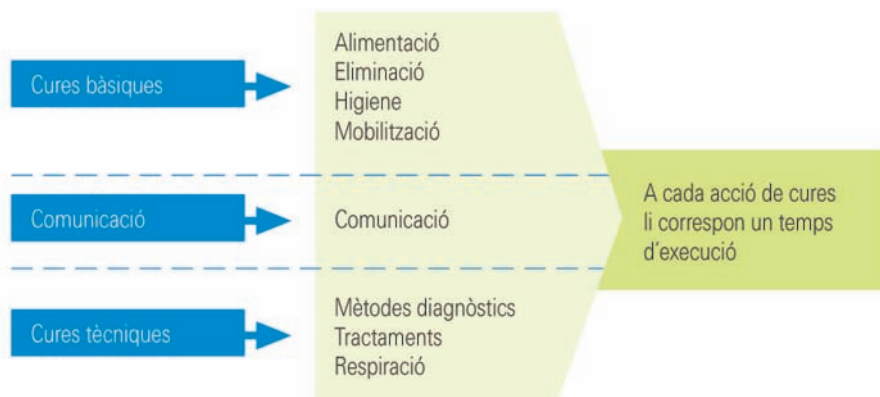 Cures bàsiques
Alimentació
Eliminació
Higiene
Mobilització
Comunicació
Comunicació
A cada acció de cures
li correspon un temps
d'execució
Cures tècniques
Mètodes diagnòstics
Tractaments
Respiració